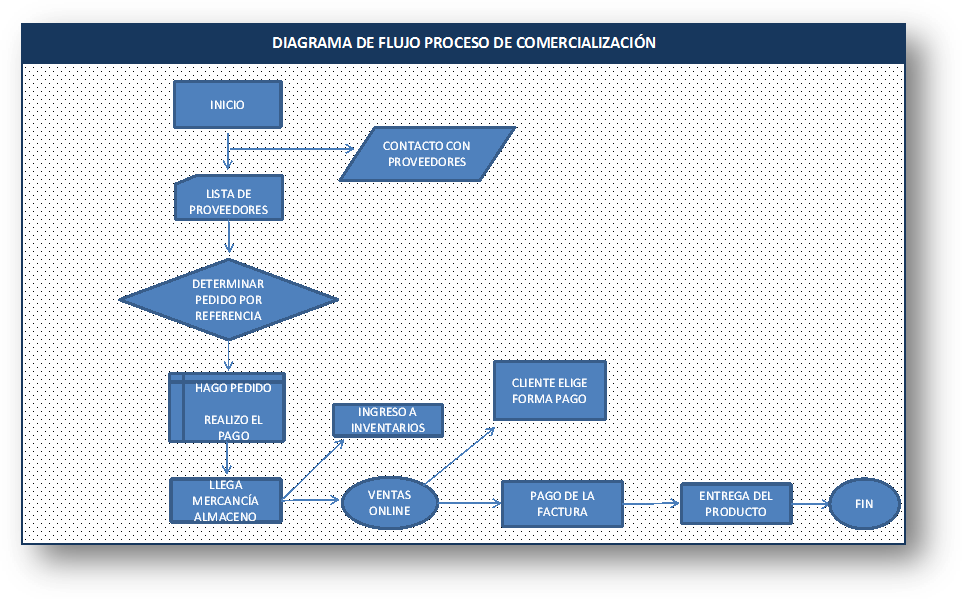 DIAGRAMA DE FLUJO PROCESO DE COMERCIALIZACIÓN
INICIO
CONTACTO CON
PROVEEDORES
LISTA DE
PROVEEDORES
DETERMINAR
PEDIDO POR
REFERENCIA
HAGO PEDIDO
REALIZO EL
PAGO
CLIENTE ELIGE
FORMA PAGO
INGRESO A
INVENTARIOS
LLEGA
MERCANCÍA
ALMACENO
VENTAS
ONLINE
PAGO DE LA
FACTURA
ENTREGA DEL
PRODUCTO
FIN